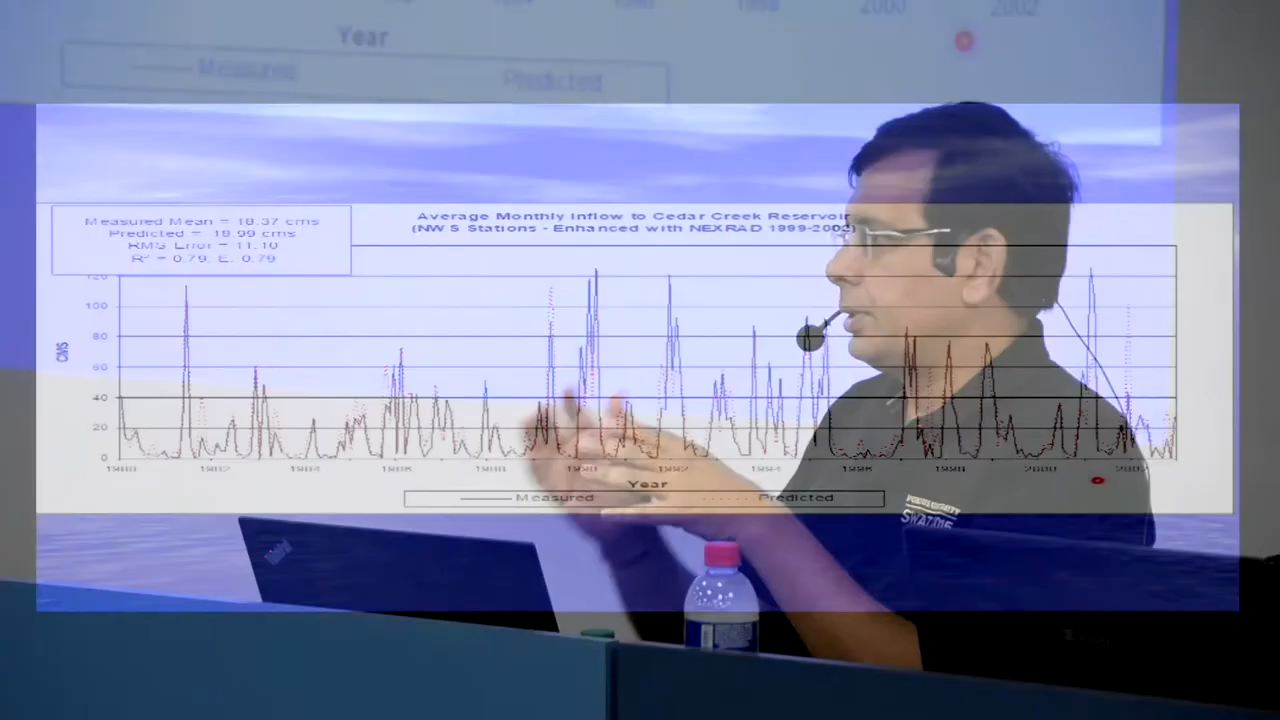 2000
2002
Year
Measured
Predicted
Measured Mean = 18.37 cms
Predicted = 18.99 cms
RMS Error = 11.10
R² = 0.79, E: 0.79
Average Monthly Inflow to Cedar Creek Reservoir
(NWS Stations - Enhanced with NEXRAD 1999-2002)
120
100
80
60
40
20
0
CMS
1980 1982 1984 1986 1988 1990 1992 1994 1996 1998 2000 2002
Year
Measured Predicted